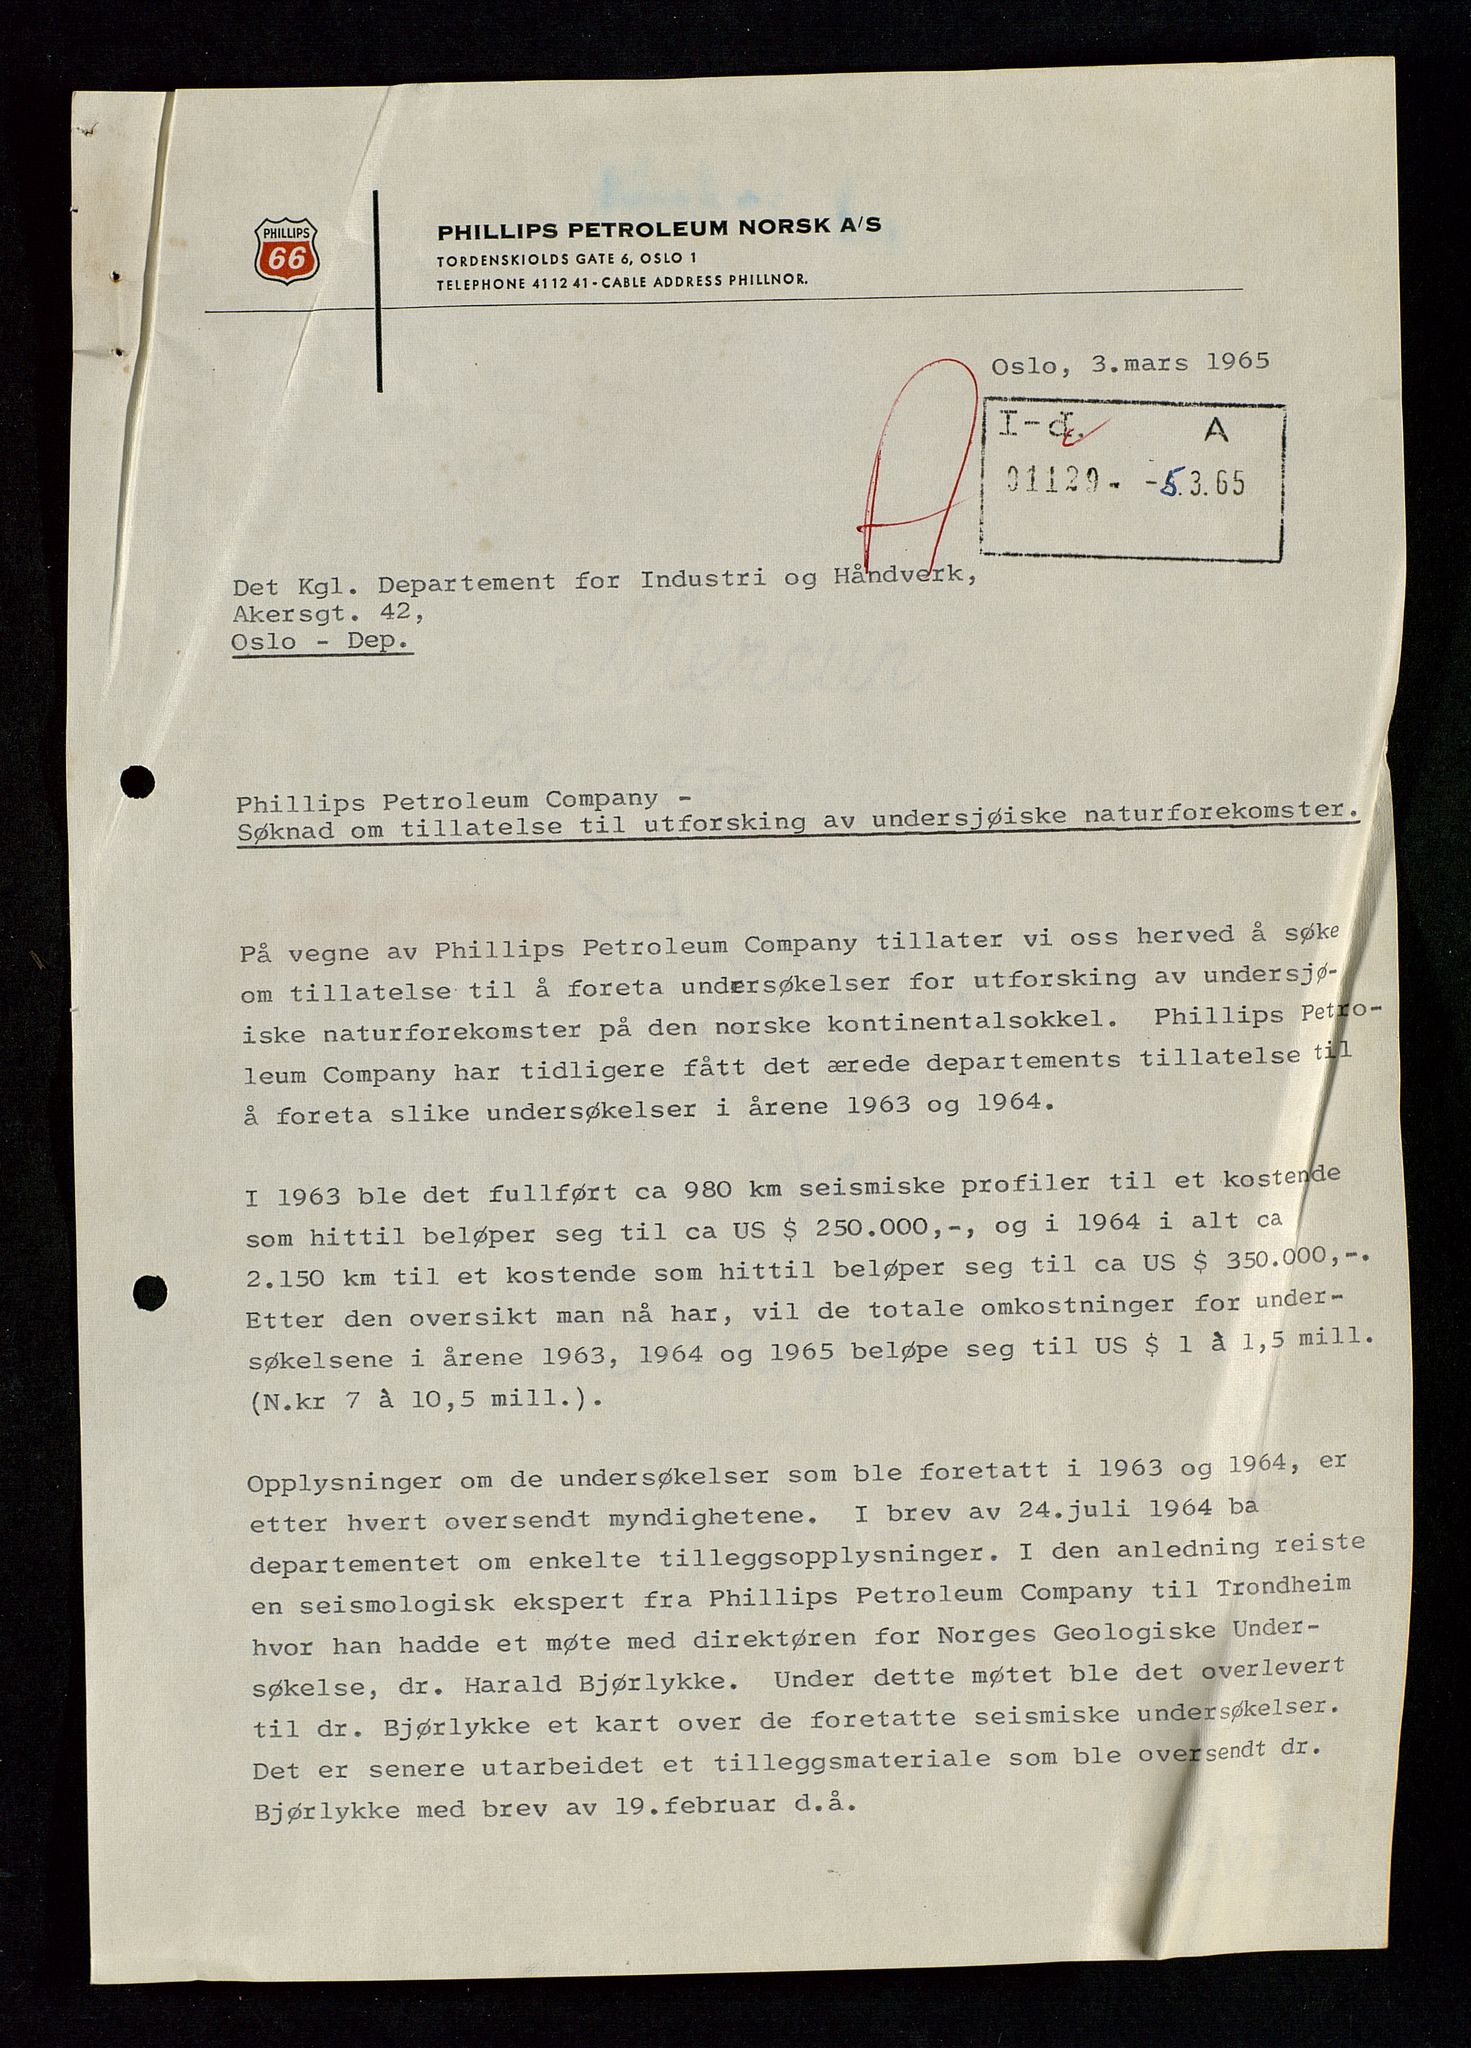 PHILLIPS
66
PHILLIPS PETROLEUM NORSK A/S
TORDENSKIOLDS GATE 6, OSLO 1
TELEPHONE 41 12 41 - CABLE ADDRESS PHILLNOR.
Oslo, 3.mars 1965
A
I-d. A
01129- -5.3.65
Det Kgl. Departement for Industri og Håndverk,
Akersgt. 42,
Oslo - Dep.
Phillips Petroleum Company -
Søknad om tillatelse til utforsking av undersjøiske naturforekomster.
På vegne av Phillips Petroleum Company tillater vi oss herved å søke
om tillatelse til å foreta undersøkelser for utforsking av undersjø-
iske naturforekomster på den norske kontinentalsokkel. Phillips Petro-
leum Company har tidligere fått det ærede departements tillatelse til
å foreta slike undersøkelser i årene 1963 og 1964.
I 1963 ble det fullført ca 980 km seismiske profiler til et kostende
som hittil beløper seg til ca US $ 250.000,-, og i 1964 i alt ca
2.150 km til et kostende som hittil beløper seg til ca US $ 350.000,-.
Etter den oversikt man nå har, vil de totale omkostninger for under-
søkelsene i årene 1963, 1964 og 1965 beløpe seg til US $ 1 à 1,5 mill.
(N.kr 7 à 10,5 mill.).
Opplysninger om de undersøkelser som ble foretatt i 1963 og 1964, er
etter hvert oversendt myndighetene. I brev av 24.juli 1964 ba
departementet om enkelte tilleggsopplysninger. I den anledning reiste
en seismologisk ekspert fra Phillips Petroleum Company til Trondheim
hvor han hadde et møte med direktøren for Norges Geologiske Under-
søkelse, dr. Harald Bjørlykke. Under dette møtet ble det overlevert
til dr. Bjørlykke et kart over de foretatte seismiske undersøkelser.
Det er senere utarbeidet et tilleggsmateriale som ble oversendt dr.
Bjørlykke med brev av 19.februar d.å.